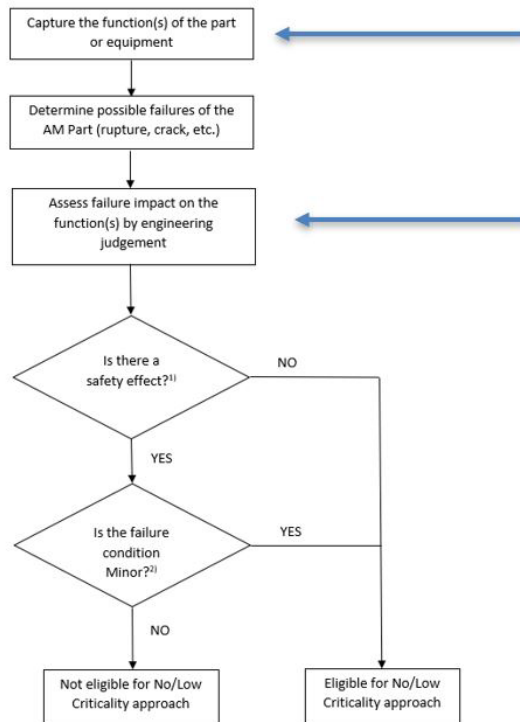 Capture the function(s) of the part
or equipment
Determine possible failures of the
AM Part (rupture, crack, etc.)
Assess failure impact on the
function(s) by engineering
judgement
Is there a
safety effect?¹⁾
NO
YES
Is the failure
condition
Minor?²⁾
YES
NO
Not eligible for No/Low
Criticality approach
Eligible for No/Low
Criticality approach